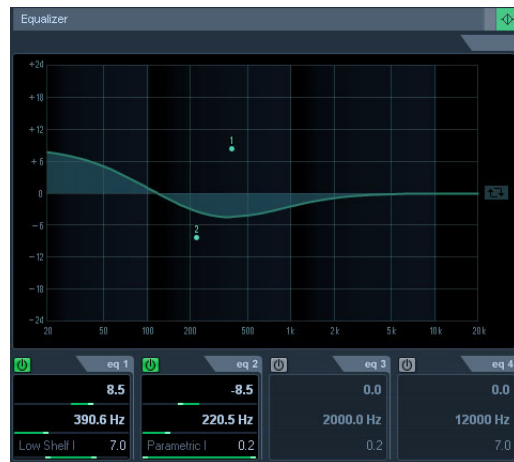 Equalizer
+24
+18
+12
+6
0
-6
-12
-18
-24
1
2
20 50 100 200 500 1k 2k 5k 10k 20k
eq 1 eq 2 eq 3 eq 4
8.5 -8.5 0.0 0.0
390.6 Hz 220.5 Hz 2000.0 Hz 12000 Hz
Low Shelf I 7.0 Parametric I 0.2 0.2 7.0